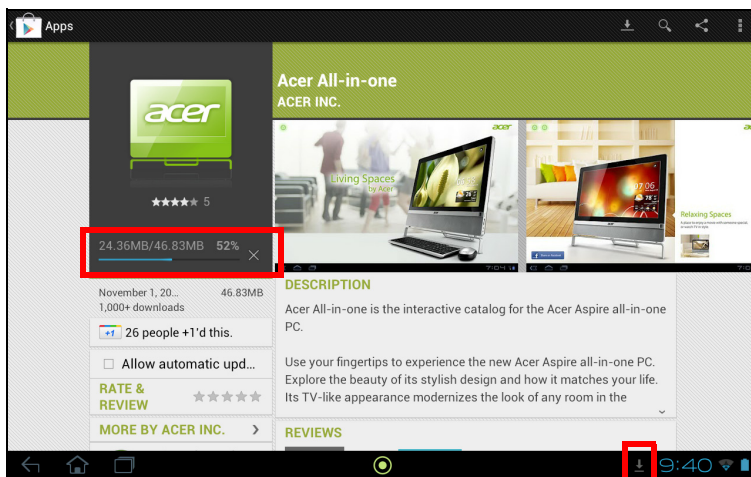 Apps
Acer All-in-one
ACER INC.
acer
5
24.36MB/46.83MB 52%
November 1, 20... 46.83MB
1,000+ downloads
+1 26 people +1'd this.
Allow automatic upd...
RATE &
REVIEW
MORE BY ACER INC.
acer
Living Spaces
by Acer
7:04
07:06
Relaxing Spaces
DESCRIPTION
Acer All-in-one is the interactive catalog for the Acer Aspire all-in-one
PC.
Use your fingertips to experience the new Acer Aspire all-in-one PC.
Explore the beauty of its stylish design and how it matches your life.
Its TV-like appearance modernizes the look of any room in the
REVIEWS
9:40